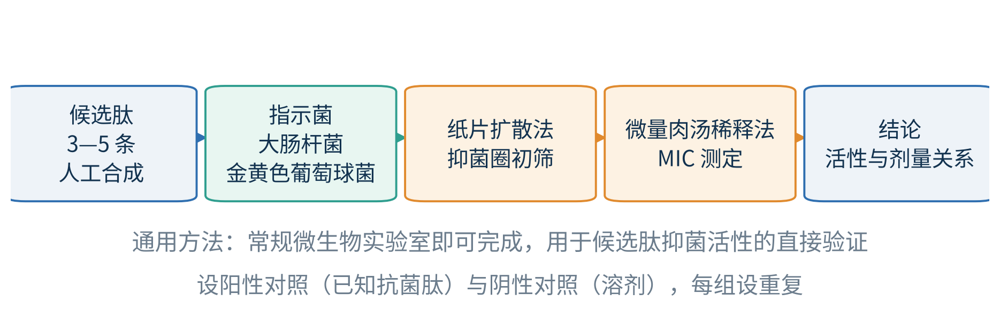 候选肽
3—5 条
人工合成
指示菌
大肠杆菌
金黄色葡萄球菌
纸片扩散法
抑菌圈初筛
微量肉汤稀释法
MIC 测定
结论
活性与剂量关系
通用方法：常规微生物实验室即可完成，用于候选肽抑菌活性的直接验证
设阳性对照（已知抗菌肽）与阴性对照（溶剂），每组设重复